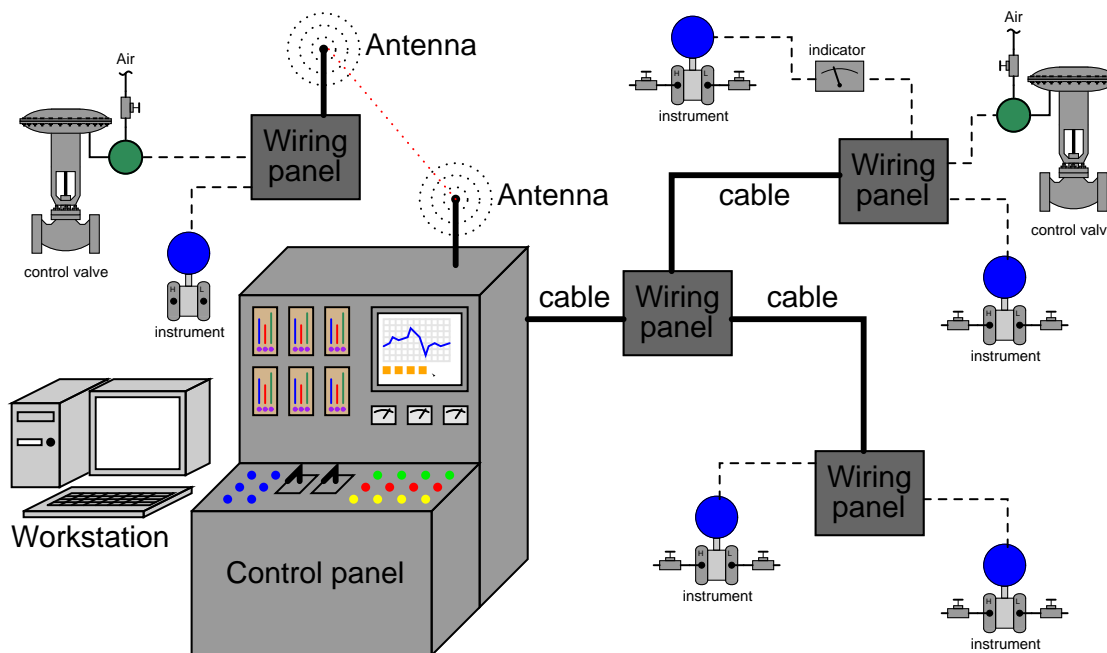 Air
Antenna
Wiring
panel
control valve
H
L
instrument
Antenna
H
L
instrument
indicator
Air
Wiring
panel
control valve
cable
H
L
instrument
cable
Wiring
panel
cable
Workstation
Control panel
Wiring
panel
H
L
instrument
H
L
instrument